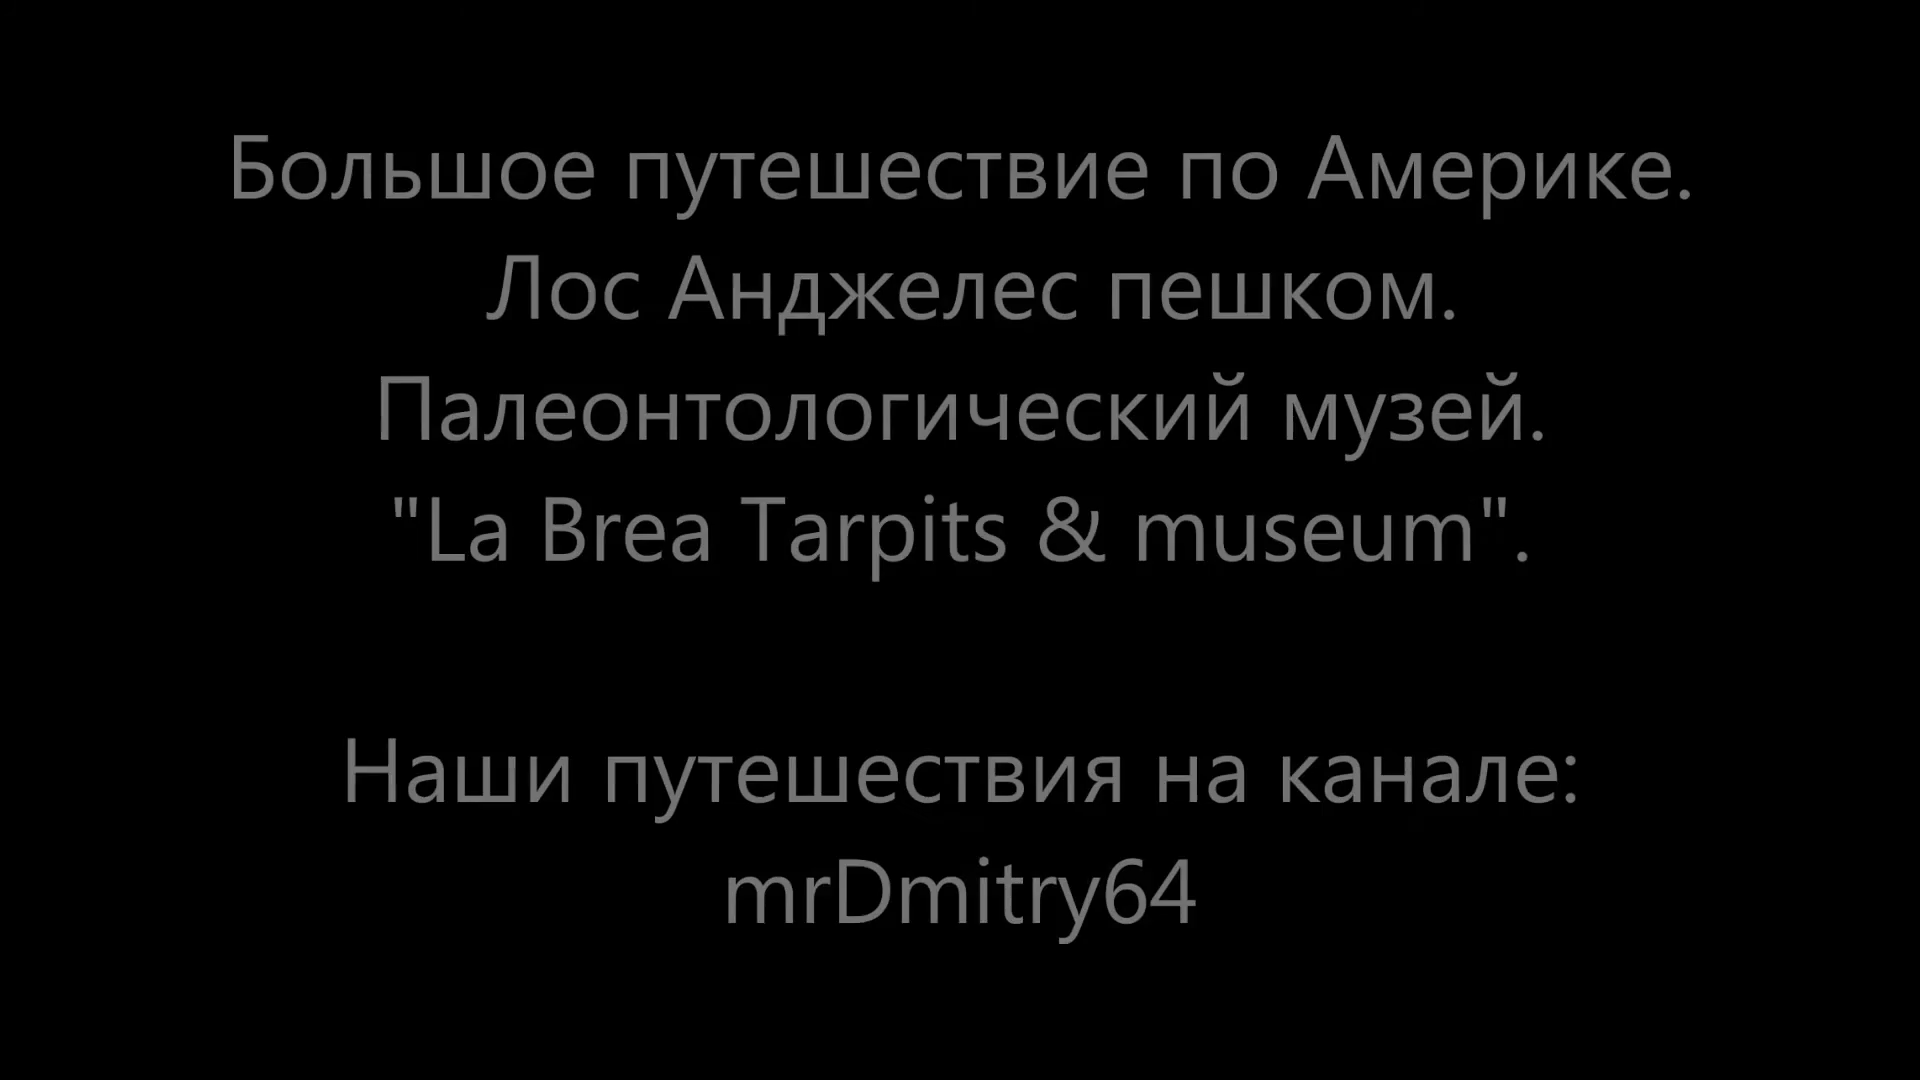 Большое путешествие по Америке.
Лос Анджелес пешком.
Палеонтологический музей.
"La Brea Tarpits & museum".
Наши путешествия на канале:
mrDmitry64